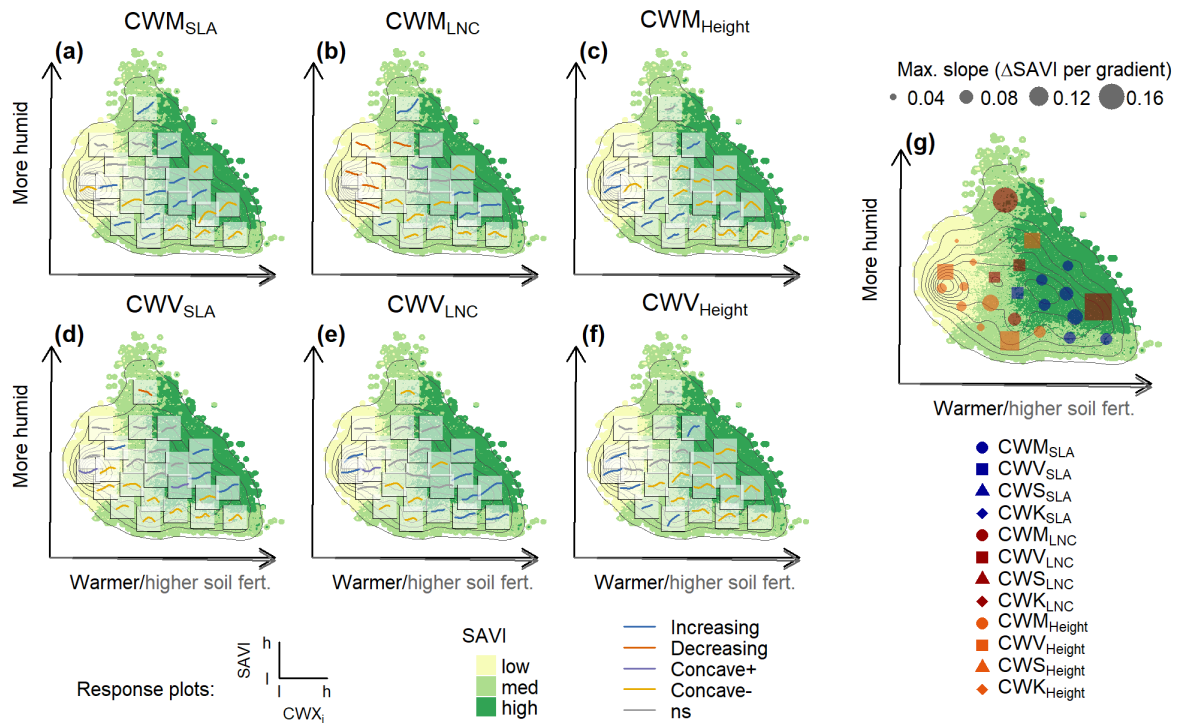 CWMSLA
CWMLNC
CWMHeight
(a)
(b)
(c)
More humid
Max. slope (ΔSAVI per gradient)
0.04 0.08 0.12 0.16
(g)
More humid
Warmer/higher soil fert.
CWVSLA
CWVLNC
CWVHeight
(d)
(e)
(f)
More humid
Warmer/higher soil fert.
Warmer/higher soil fert.
Warmer/higher soil fert.
CWMSLA
CWVSLA
CWSSLA
CWKSLA
CWMLNC
CWVLNC
CWSLNC
CWKLNC
CWMHeight
CWVHeight
CWSHeight
CWKHeight
Response plots:
SAVI
h
l
l h
CWXi
SAVI
low
med
high
Increasing
Decreasing
Concave+
Concave-
ns